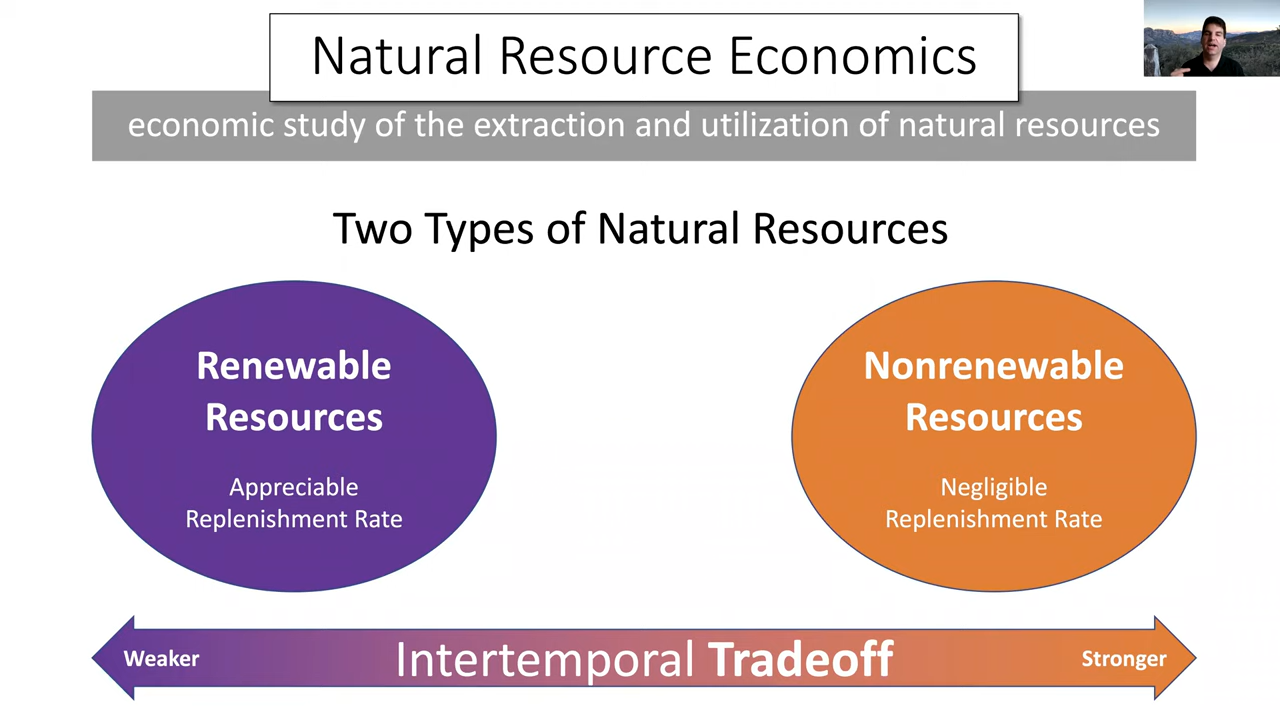 Natural Resource Economics
economic study of the extraction and utilization of natural resources
Two Types of Natural Resources
Renewable
Resources
Appreciable
Replenishment Rate
Nonrenewable
Resources
Negligible
Replenishment Rate
Weaker
Intertemporal Tradeoff
Stronger